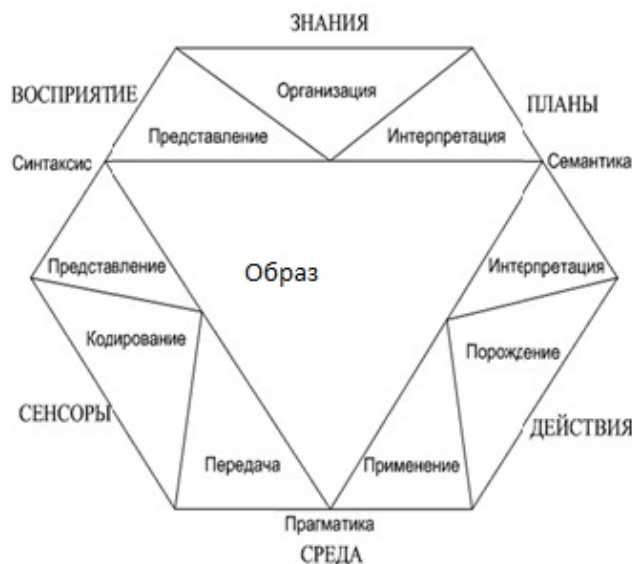 ЗНАНИЯ
ВОСПРИЯТИЕ
Организация
ПЛАНЫ
Представление
Интерпретация
Синтаксис
Семантика
Представление
Образ
Интерпретация
Кодирование
Порождение
СЕНСОРЫ
ДЕЙСТВИЯ
Передача
Применение
Прагматика
СРЕДА